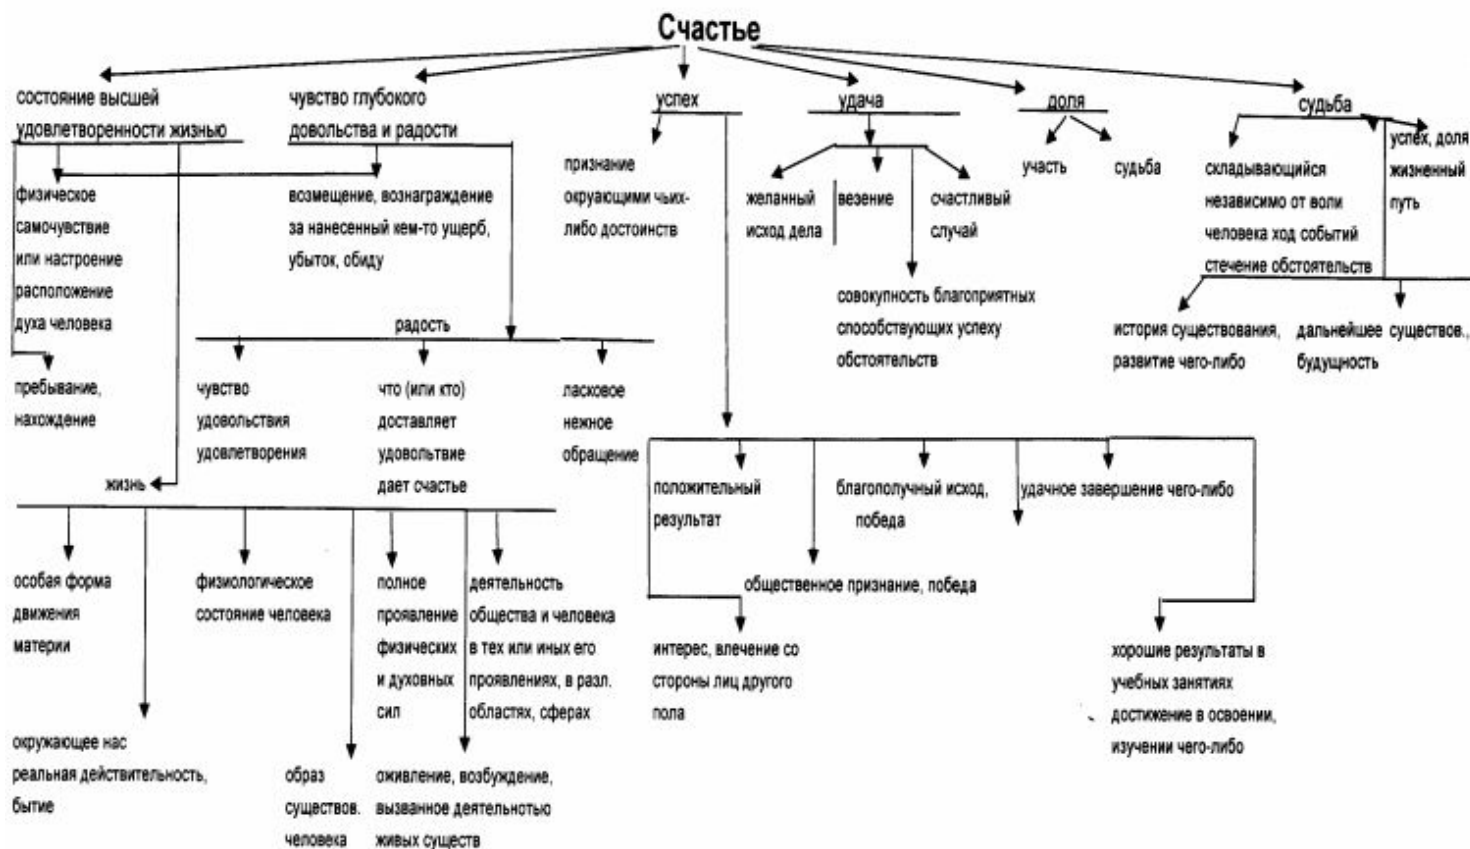 Счастье
состояние высшей
удовлетворенности жизнью
чувство глубокого
довольства и радости
успех
удача
доля
судьба
физическое
самочувствие
или настроение
расположение
духа человека
возмещение, вознаграждение
за нанесенный кем-то ущерб,
убыток, обиду
признание
окруающими чьих-
либо достоинств
желанный
исход дела
везение
счастливый
случай
участь
судьба
складывающийся
независимо от воли
человека ход событий
стечение обстоятельств
успех, доля
жизненный
путь
совокупность благоприятных
способствующих успеху
обстоятельств
история существования,
развитие чего-либо
дальнейшее существов.,
будущность
радость
пребывание,
нахождение
чувство
удовольствия
удовлетворения
что (или кто)
доставляет
удовольтвие
дает счастье
ласковое
нежное
обращение
жизнь
положительный
результат
благополучный исход,
победа
удачное завершение чего-либо
общественное признание, победа
особая форма
движения
материи
физиологическое
состояние человека
полное
проявление
физических
и духовных
сил
деятельность
общества и человека
в тех или иных его
проявлениях, в разл.
областях, сферах
интерес, влечение со
стороны лиц другого
пола
хорошие результаты в
учебных занятиях
достижение в освоении,
изучении чего-либо
окружающее нас
реальная действительность,
бытие
образ
существов.
человека
оживление, возбуждение,
вызванное деятельнотью
живых существ